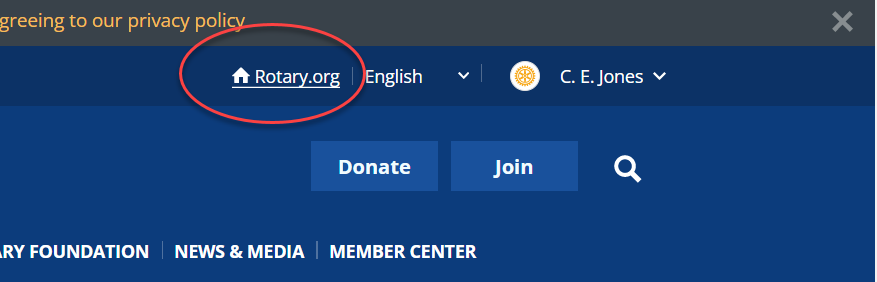 greeing to our privacy policy
Rotary.org English C. E. Jones
Donate Join
ARY FOUNDATION NEWS & MEDIA MEMBER CENTER